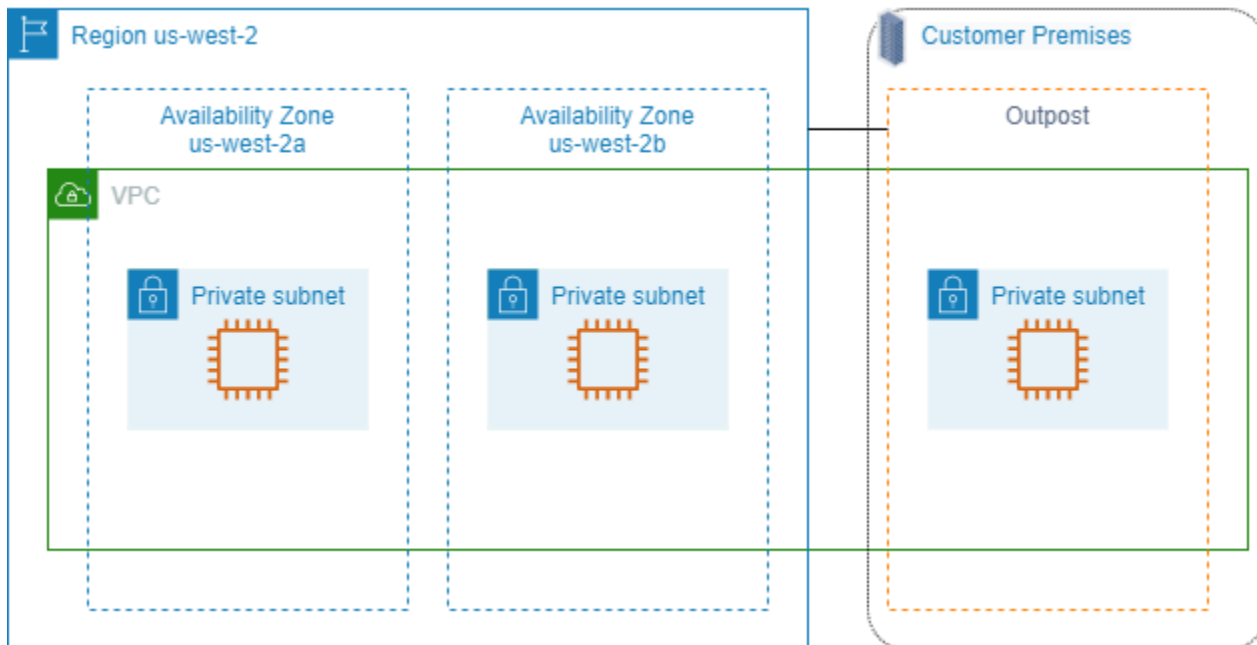 Region us-west-2
Customer Premises
Availability Zone
us-west-2a
Availability Zone
us-west-2b
Outpost
VPC
Private subnet
Private subnet
Private subnet